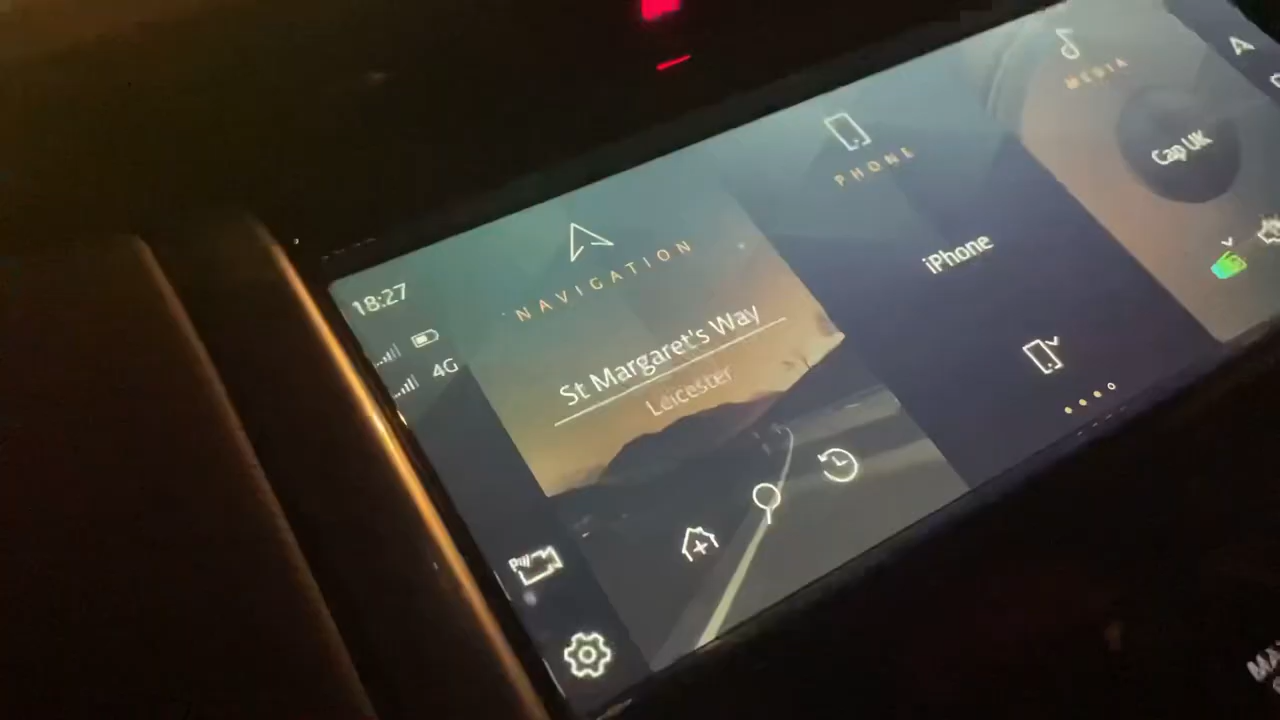 18:27
4G
NAVIGATION
St Margaret's Way
Leicester
PHONE
iPhone
MEDIA
Cap UK